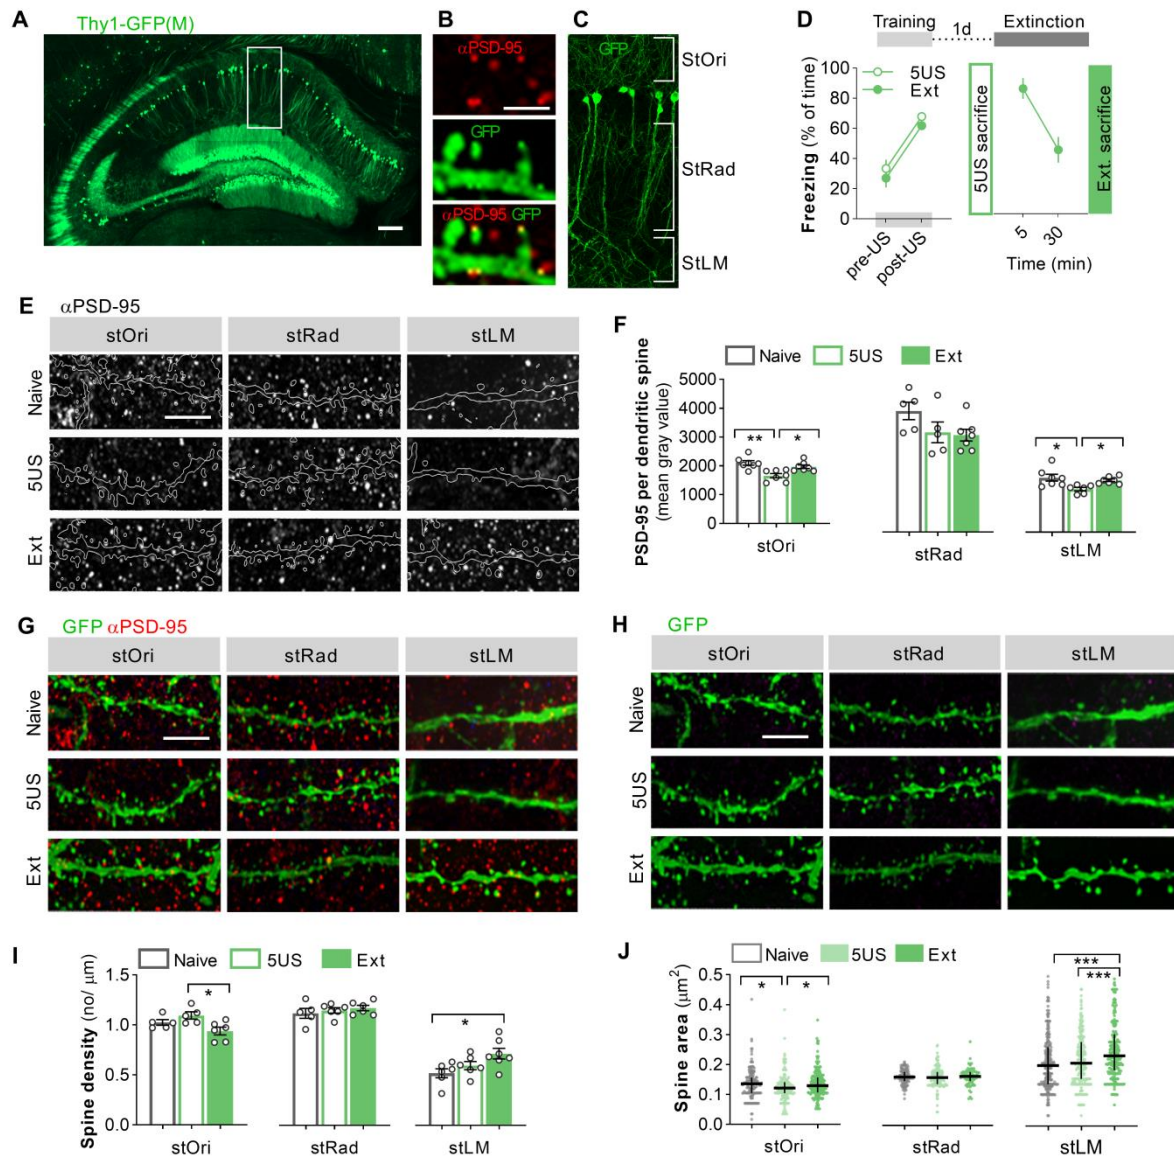 A
Thy1-GFP(M)
B
αPSD-95
GFP
αPSD-95 GFP
C
GFP
StOri
StRad
StLM
D
Training
1d
Extinction
Freezing (% of time)
100
80
60
40
20
0
5US
Ext
pre-US
post-US
5US sacrifice
Ext. sacrifice
5
30
Time (min)
E
αPSD-95
stOri
stRad
stLM
Naive
5US
Ext
F
Naive
5US
Ext
PSD-95 per dendritic spine
(mean gray value)
5000
4000
3000
2000
1000
0
**
*
*
*
stOri
stRad
stLM
G
GFP αPSD-95
stOri
stRad
stLM
Naive
5US
Ext
H
GFP
stOri
stRad
stLM
Naive
5US
Ext
I
Naive
5US
Ext
Spine density (no/ μm)
1.5
1.0
0.5
0.0
*
*
stOri
stRad
stLM
J
Naive
5US
Ext
Spine area (μm²)
0.5
0.4
0.3
0.2
0.1
0.0
*
*
***
***
stOri
stRad
stLM